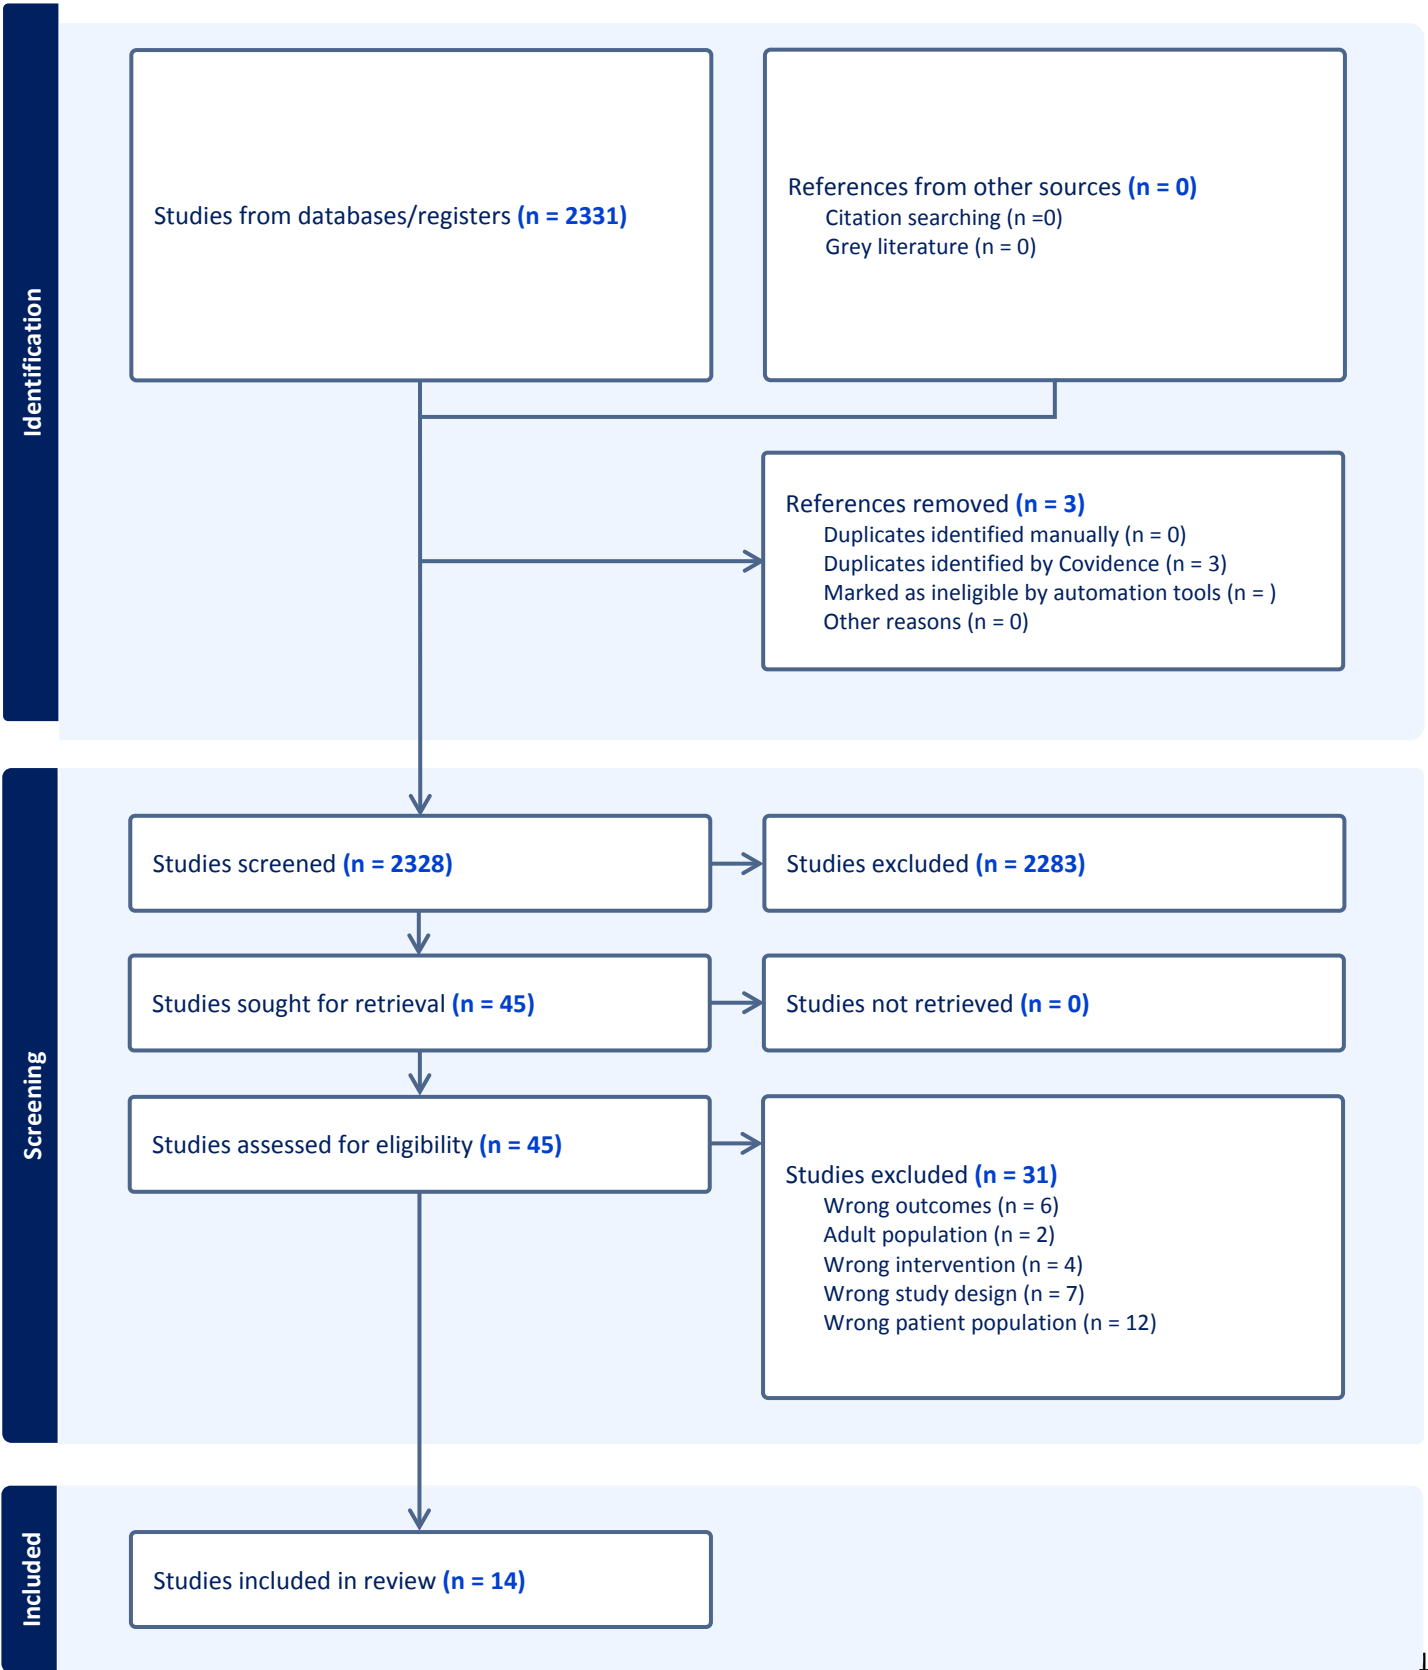 Identification
Studies from databases/registers (n = 2331)
References from other sources (n = 0)
Citation searching (n =0)
Grey literature (n = 0)
References removed (n = 3)
Duplicates identified manually (n = 0)
Duplicates identified by Covidence (n = 3)
Marked as ineligible by automation tools (n = )
Other reasons (n = 0)
Screening
Studies screened (n = 2328)
Studies excluded (n = 2283)
Studies sought for retrieval (n = 45)
Studies not retrieved (n = 0)
Studies assessed for eligibility (n = 45)
Studies excluded (n = 31)
Wrong outcomes (n = 6)
Adult population (n = 2)
Wrong intervention (n = 4)
Wrong study design (n = 7)
Wrong patient population (n = 12)
Included
Studies included in review (n = 14)